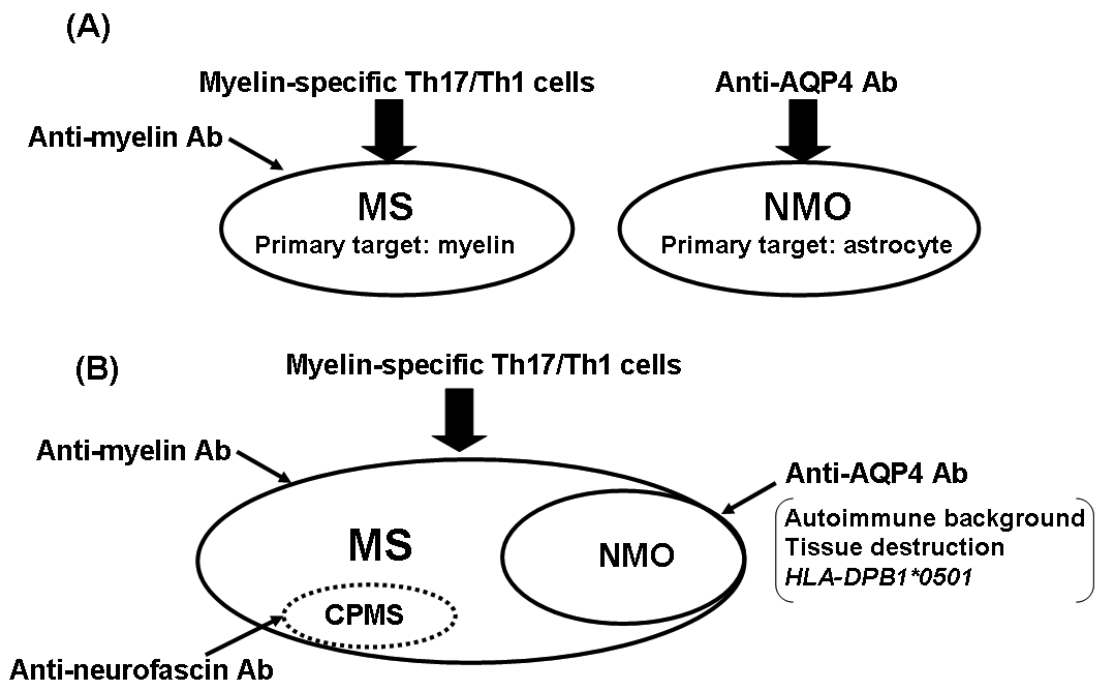 (A)
Myelin-specific Th17/Th1 cells
Anti-AQP4 Ab
Anti-myelin Ab
MS
Primary target: myelin
NMO
Primary target: astrocyte
(B)
Myelin-specific Th17/Th1 cells
Anti-myelin Ab
Anti-AQP4 Ab
Autoimmune background
Tissue destruction
HLA-DPB1*0501
MS
NMO
CPMS
Anti-neurofascin Ab